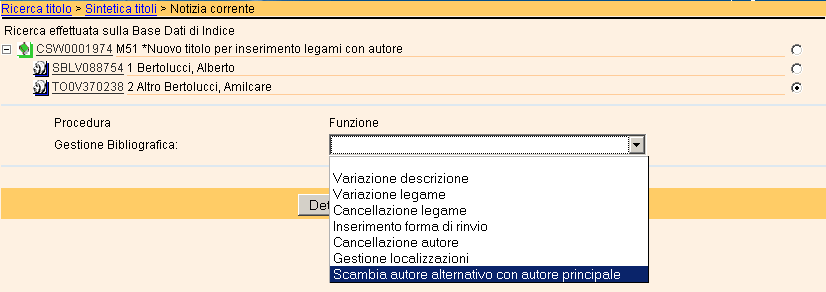 Ricerca titolo > Sintetica titoli > Notizia corrente
Ricerca effettuata sulla Base Dati di Indice
CSW0001974 M51 *Nuovo titolo per inserimento legami con autore
SBLV088754 1 Bertolucci, Alberto
TO0V370238 2 Altro Bertolucci, Amilcare
Procedura Funzione
Gestione Bibliografica:
Variazione descrizione
Variazione legame
Det
Cancellazione legame
Inserimento forma di rinvio
Cancellazione autore
Gestione localizzazioni
Scambia autore alternativo con autore principale